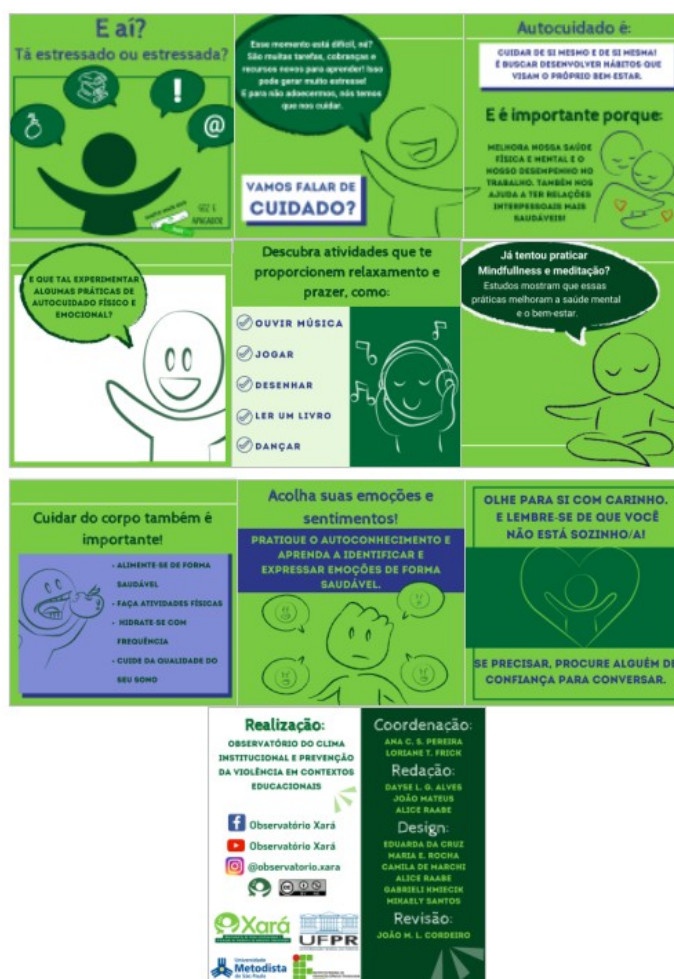 E aí?
Tá estressado ou estressada?
!
@
GIZ E
APAGADOR
Esse momento está difícil, né?
São muitas tarefas, cobranças e
recursos novos para aprender! Isso
pode gerar muito estresse!
E para não adoecermos, nós temos
que nos cuidar.
VAMOS FALAR DE
CUIDADO?
Autocuidado é:
CUIDAR DE SI MESMO E DE SI MESMA!
É BUSCAR DESENVOLVER HÁBITOS QUE
VISAM O PRÓPRIO BEM-ESTAR.
E é importante porque:
MELHORA NOSSA SAÚDE
FÍSICA E MENTAL E O
NOSSO DESEMPENHO NO
TRABALHO. TAMBÉM NOS
AJUDA A TER RELAÇÕES
INTERPESSOAIS MAIS
SAUDÁVEIS!
E QUE TAL EXPERIMENTAR
ALGUMAS PRÁTICAS DE
AUTOCUIDADO FÍSICO E
EMOCIONAL?
Descubra atividades que te
proporcionem relaxamento e
prazer, como:
OUVIR MÚSICA
JOGAR
DESENHAR
LER UM LIVRO
DANÇAR
Já tentou praticar
Mindfullness e meditação?
Estudos mostram que essas
práticas melhoram a saúde mental
e o bem-estar.
Cuidar do corpo também é
importante!
- ALIMENTE-SE DE FORMA
SAUDÁVEL
- FAÇA ATIVIDADES FÍSICAS
- HIDRATE-SE COM
FREQUÊNCIA
- CUIDE DA QUALIDADE DO
SEU SONO
Acolha suas emoções e
sentimentos!
PRATIQUE O AUTOCONHECIMENTO E
APRENDA A IDENTIFICAR E
EXPRESSAR EMOÇÕES DE FORMA
SAUDÁVEL.
OLHE PARA SI COM CARINHO.
E LEMBRE-SE DE QUE VOCÊ
NÃO ESTÁ SOZINHO/A!
SE PRECISAR, PROCURE ALGUÉM DE
CONFIANÇA PARA CONVERSAR.
Realização:
OBSERVATÓRIO DO CLIMA
INSTITUCIONAL E PREVENÇÃO
DA VIOLÊNCIA EM CONTEXTOS
EDUCACIONAIS
Observatório Xará
Observatório Xará
@observatorio.xara
Xará
UFPR
Universidade
Metodista
de São Paulo
Coordenação:
ANA C. S. PEREIRA
LORIANE T. FRICK
Redação:
DAYSE L. G. ALVES
JOÃO MATEUS
ALICE RAABE
Design:
EDUARDA DA CRUZ
MARIA E. ROCHA
CAMILA DE MARCHI
ALICE RAABE
GABRIELI KMIECIK
MIKAELY SANTOS
Revisão:
JOÃO M. L. CORDEIRO